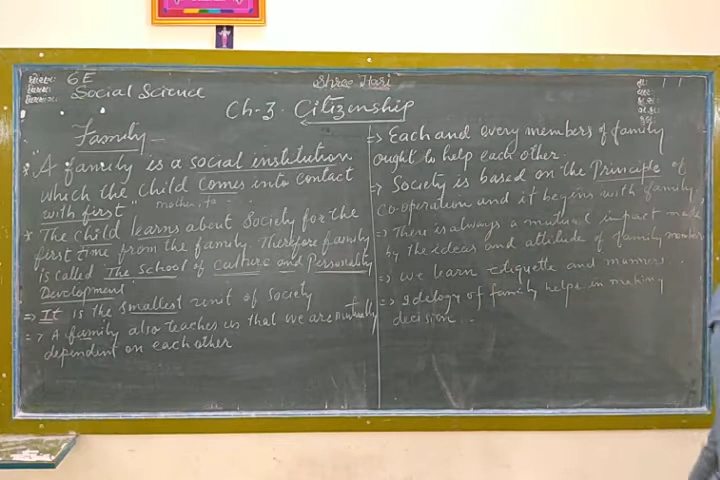 ધોરણ: 6E
વિષય: Social Science
Shree Hari
Ch-3. Citizenship
Family -
* "A family is a social institution
which the child comes into contact
with first"
mother, fa...
* The child learns about Society for the
first time from the family. Therefore family
is called The School of culture and Personality
Development
=> It is the smallest unit of Society
=> A family also teaches us that we are mutually
dependent on each other
=> Each and every members of family
ought to help each other.
=> Society is based on the Principle of
Co-operation and it begins with family,
=> There is always a mutual impact made
by the ideas and attitude of family members
=> we learn etiquette and manners...
=> Idelogy of family helps in making
decision...